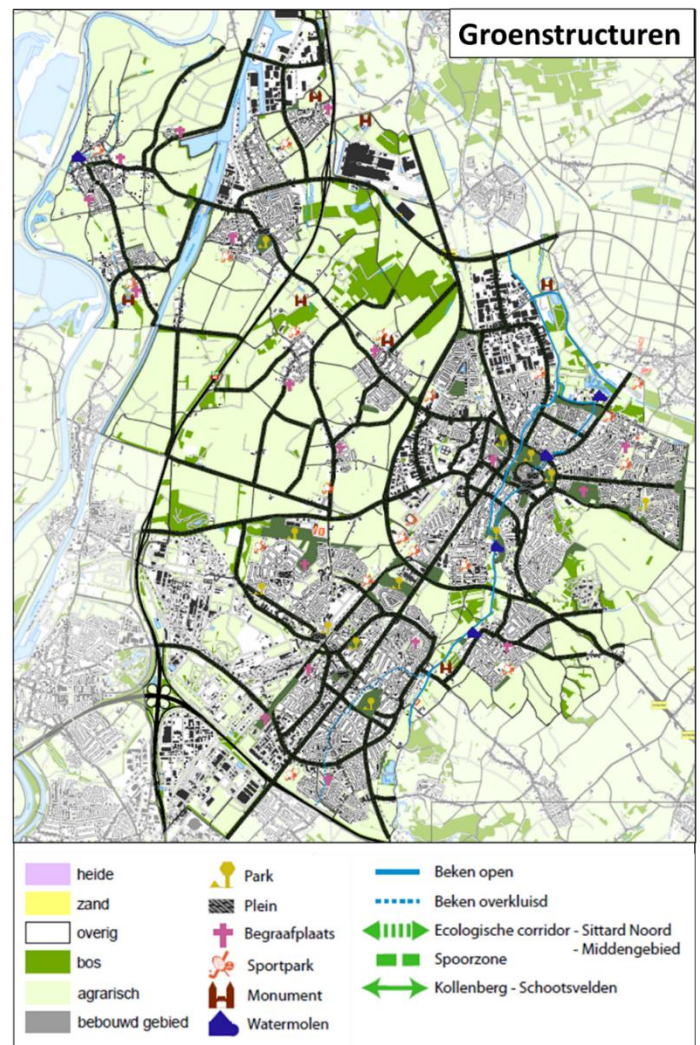 Groenstructuren
heide
zand
overig
bos
agrarisch
bebouwd gebied
Park
Plein
Begraafplaats
Sportpark
Monument
Watermolen
Beken open
Beken overkluisd
Ecologische corridor - Sittard Noord
- Middengebied
Spoorzone
Kollenberg - Schootsvelden